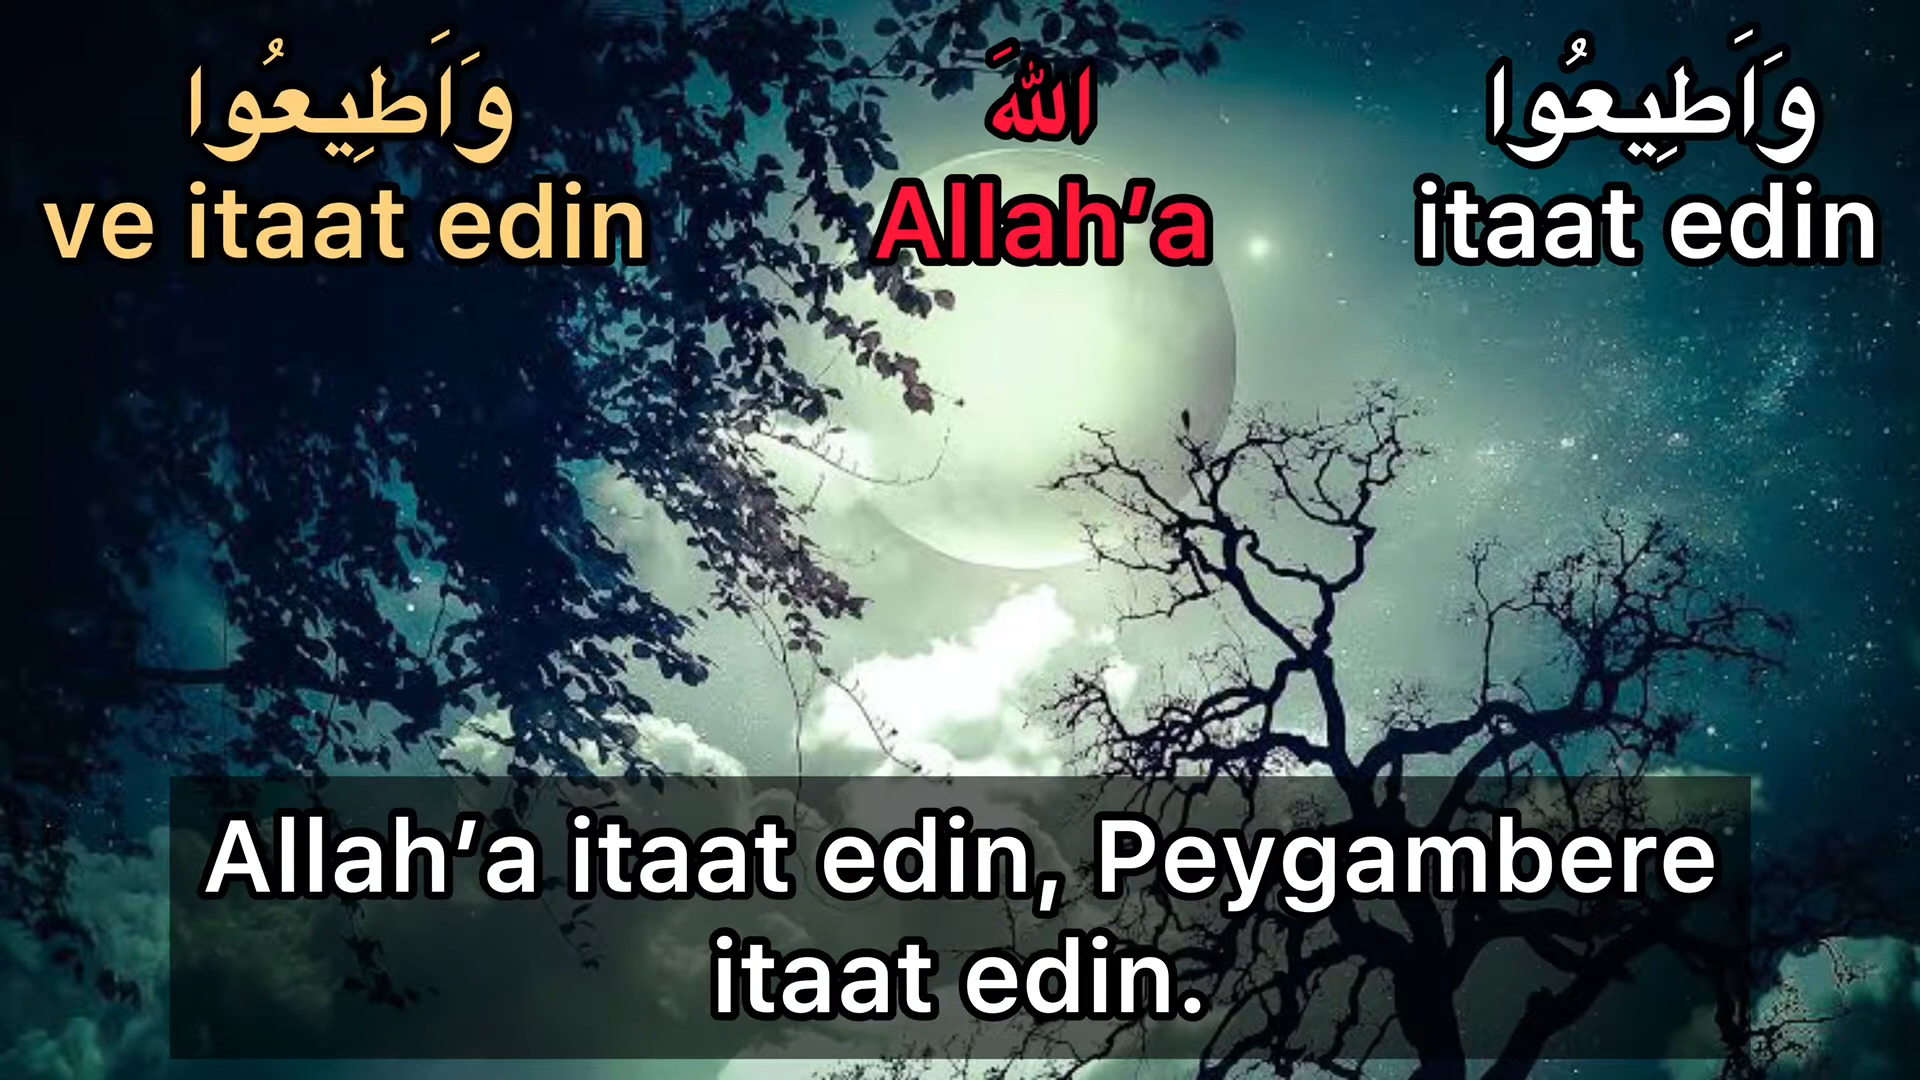 وَاَطِيعُوا اللّٰهَ وَاَطِيعُوا
itaat edin Allah’a ve itaat edin
Allah’a itaat edin, Peygambere
itaat edin.